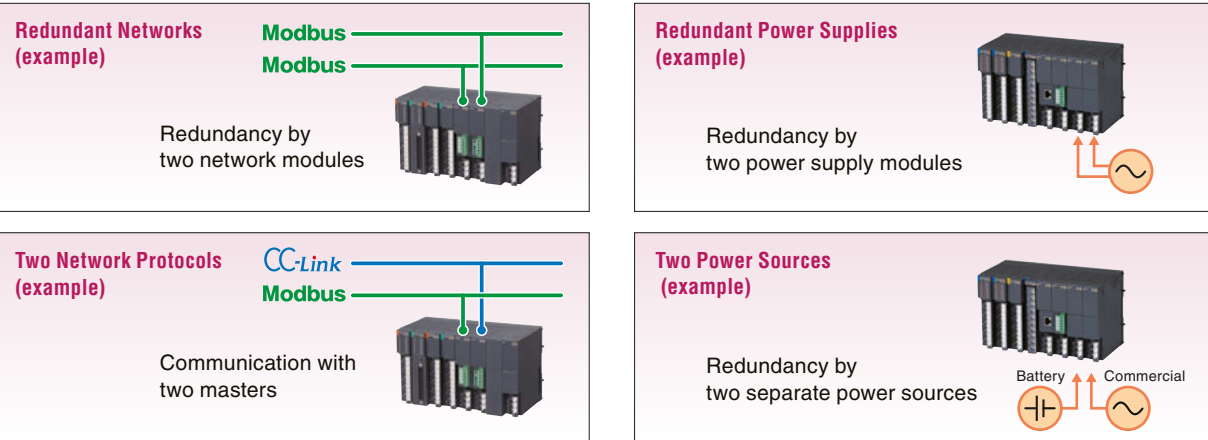 Redundant Networks
(example)
Modbus
Modbus
Redundancy by
two network modules
Redundant Power Supplies
(example)
Redundancy by
two power supply modules
Two Network Protocols
(example)
CC-Link
Modbus
Communication with
two masters
Two Power Sources
(example)
Redundancy by
two separate power sources
Battery
Commercial